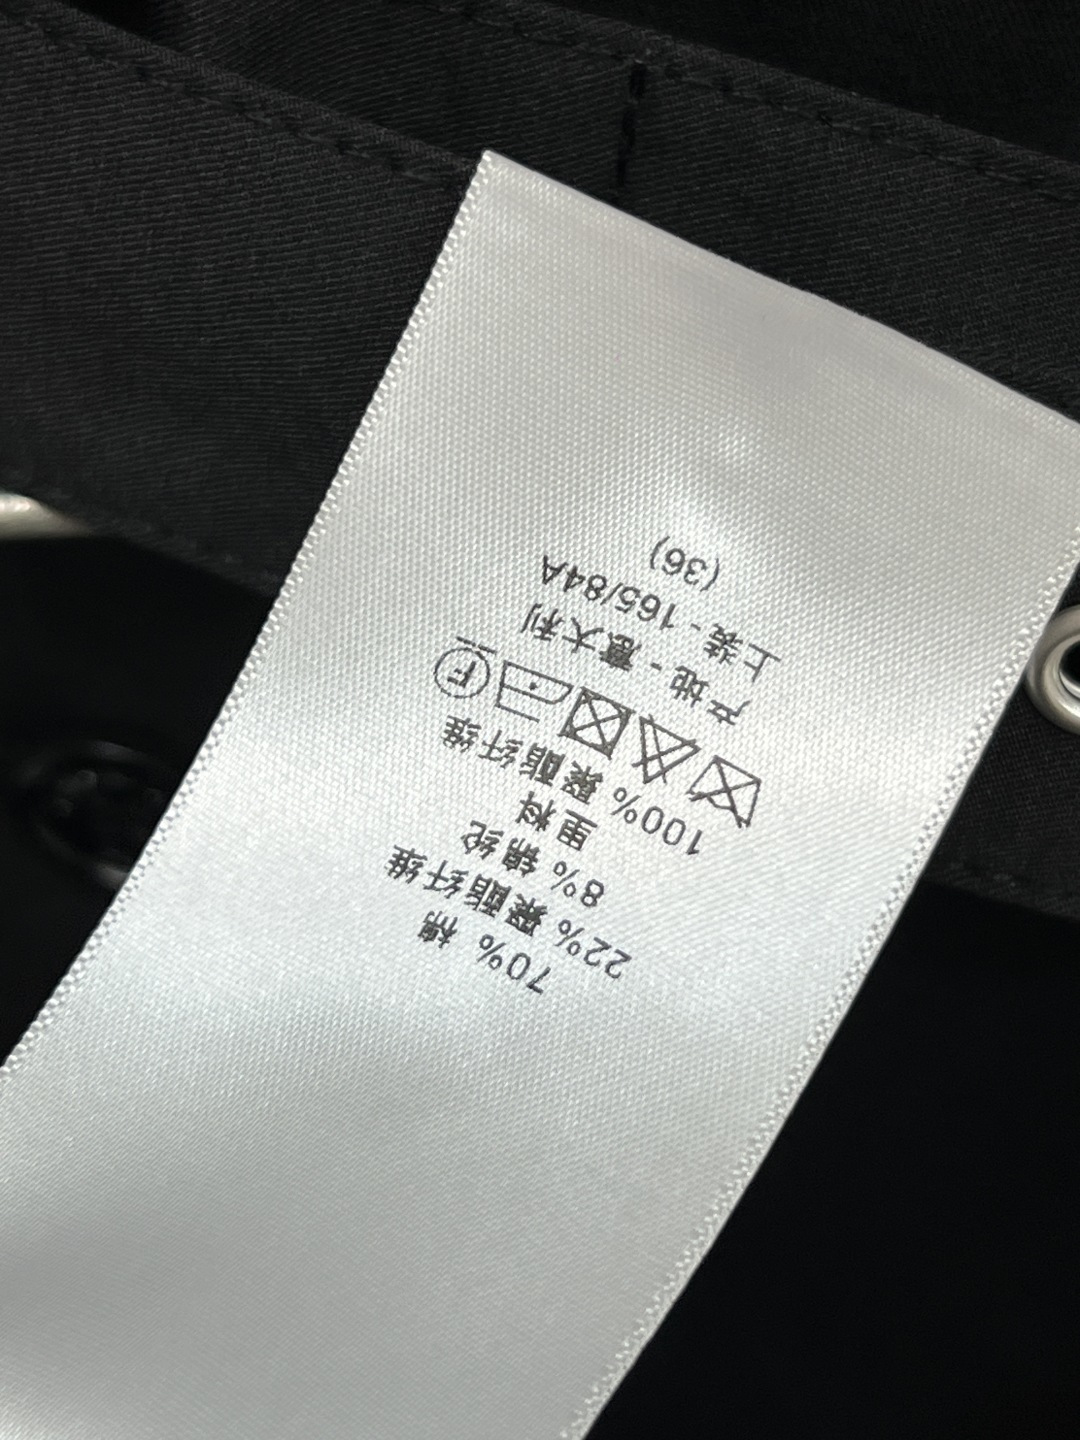 70% 棉
22% 聚酯纤维
8% 锦纶
里料
100% 聚酯纤维
F
产地 - 意大利
上装 - 165/84A
(36)